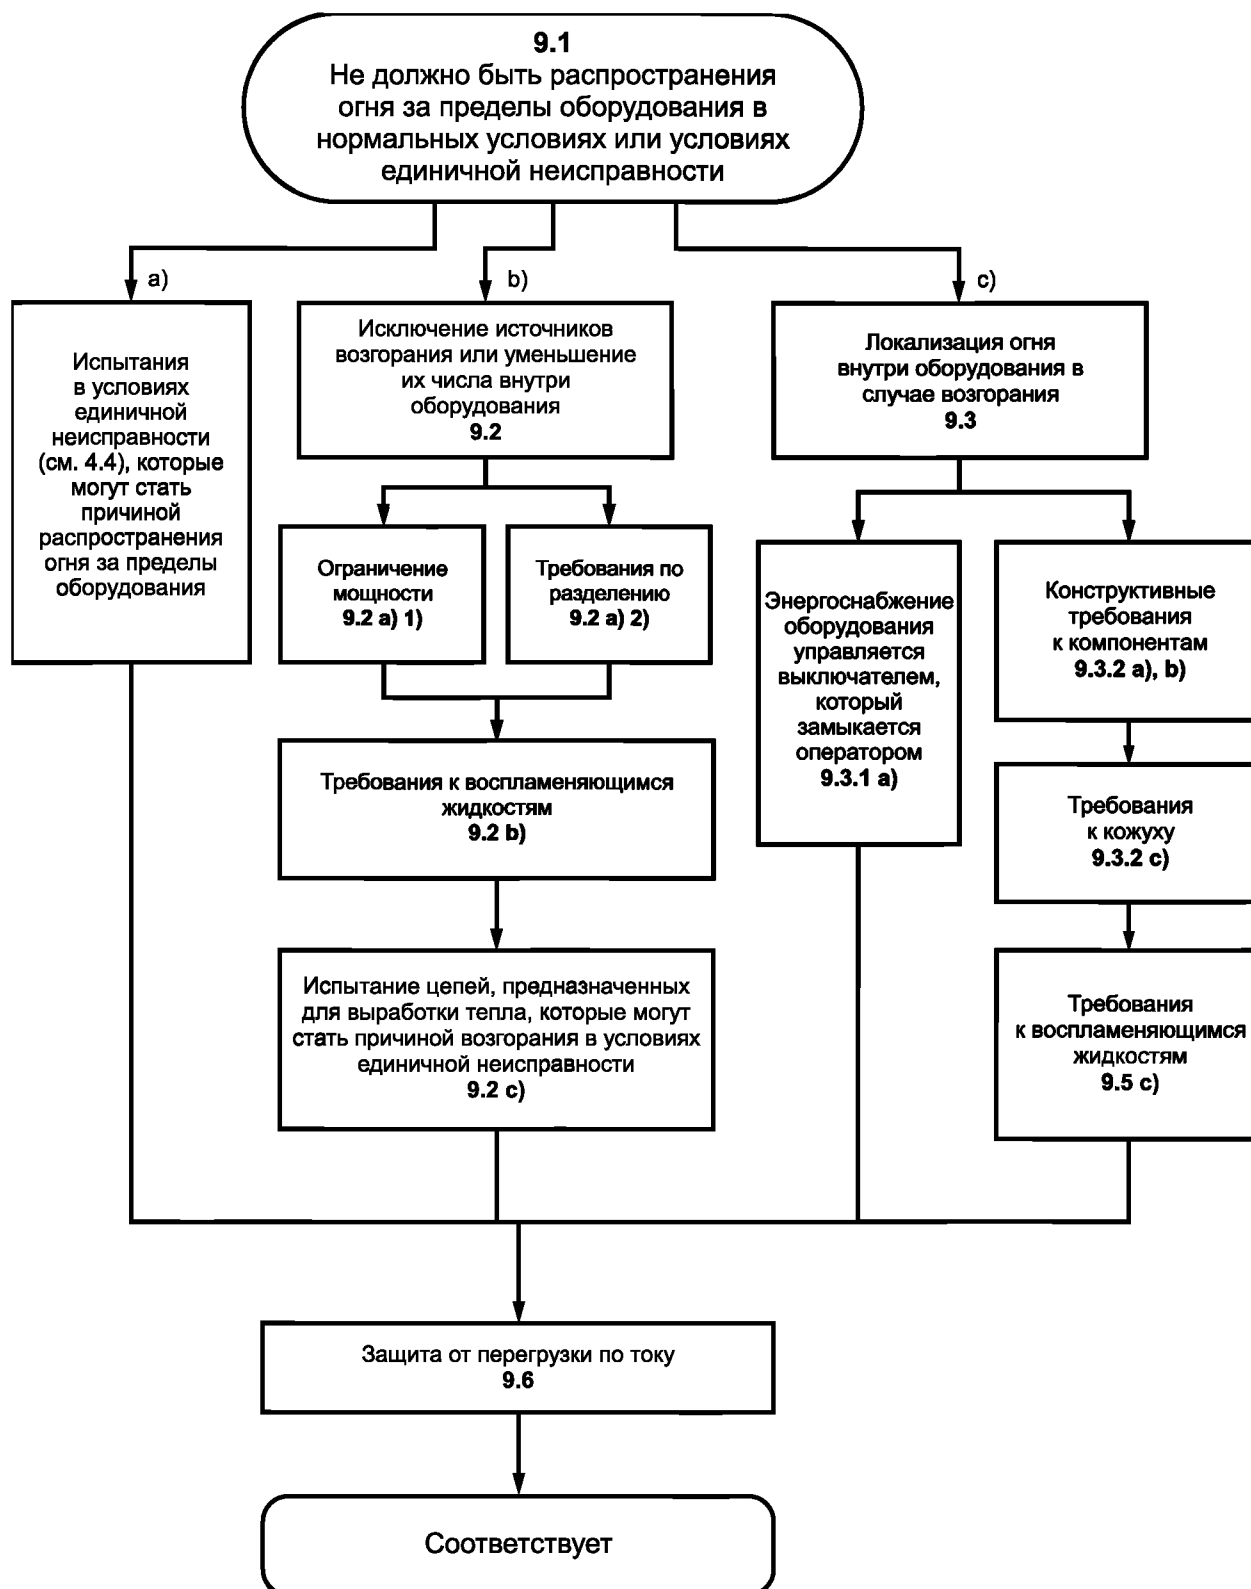 9.1
Не должно быть распространения
огня за пределы оборудования в
нормальных условиях или условиях
единичной неисправности
a)
b)
c)
Испытания
в условиях
единичной
неисправности
(см. 4.4), которые
могут стать
причиной
распространения
огня за пределы
оборудования
Исключение источников
возгорания или уменьшение
их числа внутри
оборудования
9.2
Локализация огня
внутри оборудования в
случае возгорания
9.3
Ограничение
мощности
9.2 a) 1)
Требования по
разделению
9.2 a) 2)
Энергоснабжение
оборудования
управляется
выключателем,
который
замыкается
оператором
9.3.1 a)
Конструктивные
требования
к компонентам
9.3.2 a), b)
Требования к воспламеняющимся
жидкостям
9.2 b)
Требования
к кожуху
9.3.2 c)
Испытание цепей, предназначенных
для выработки тепла, которые могут
стать причиной возгорания в условиях
единичной неисправности
9.2 c)
Требования
к воспламеняющимся
жидкостям
9.5 c)
Защита от перегрузки по току
9.6
Соответствует